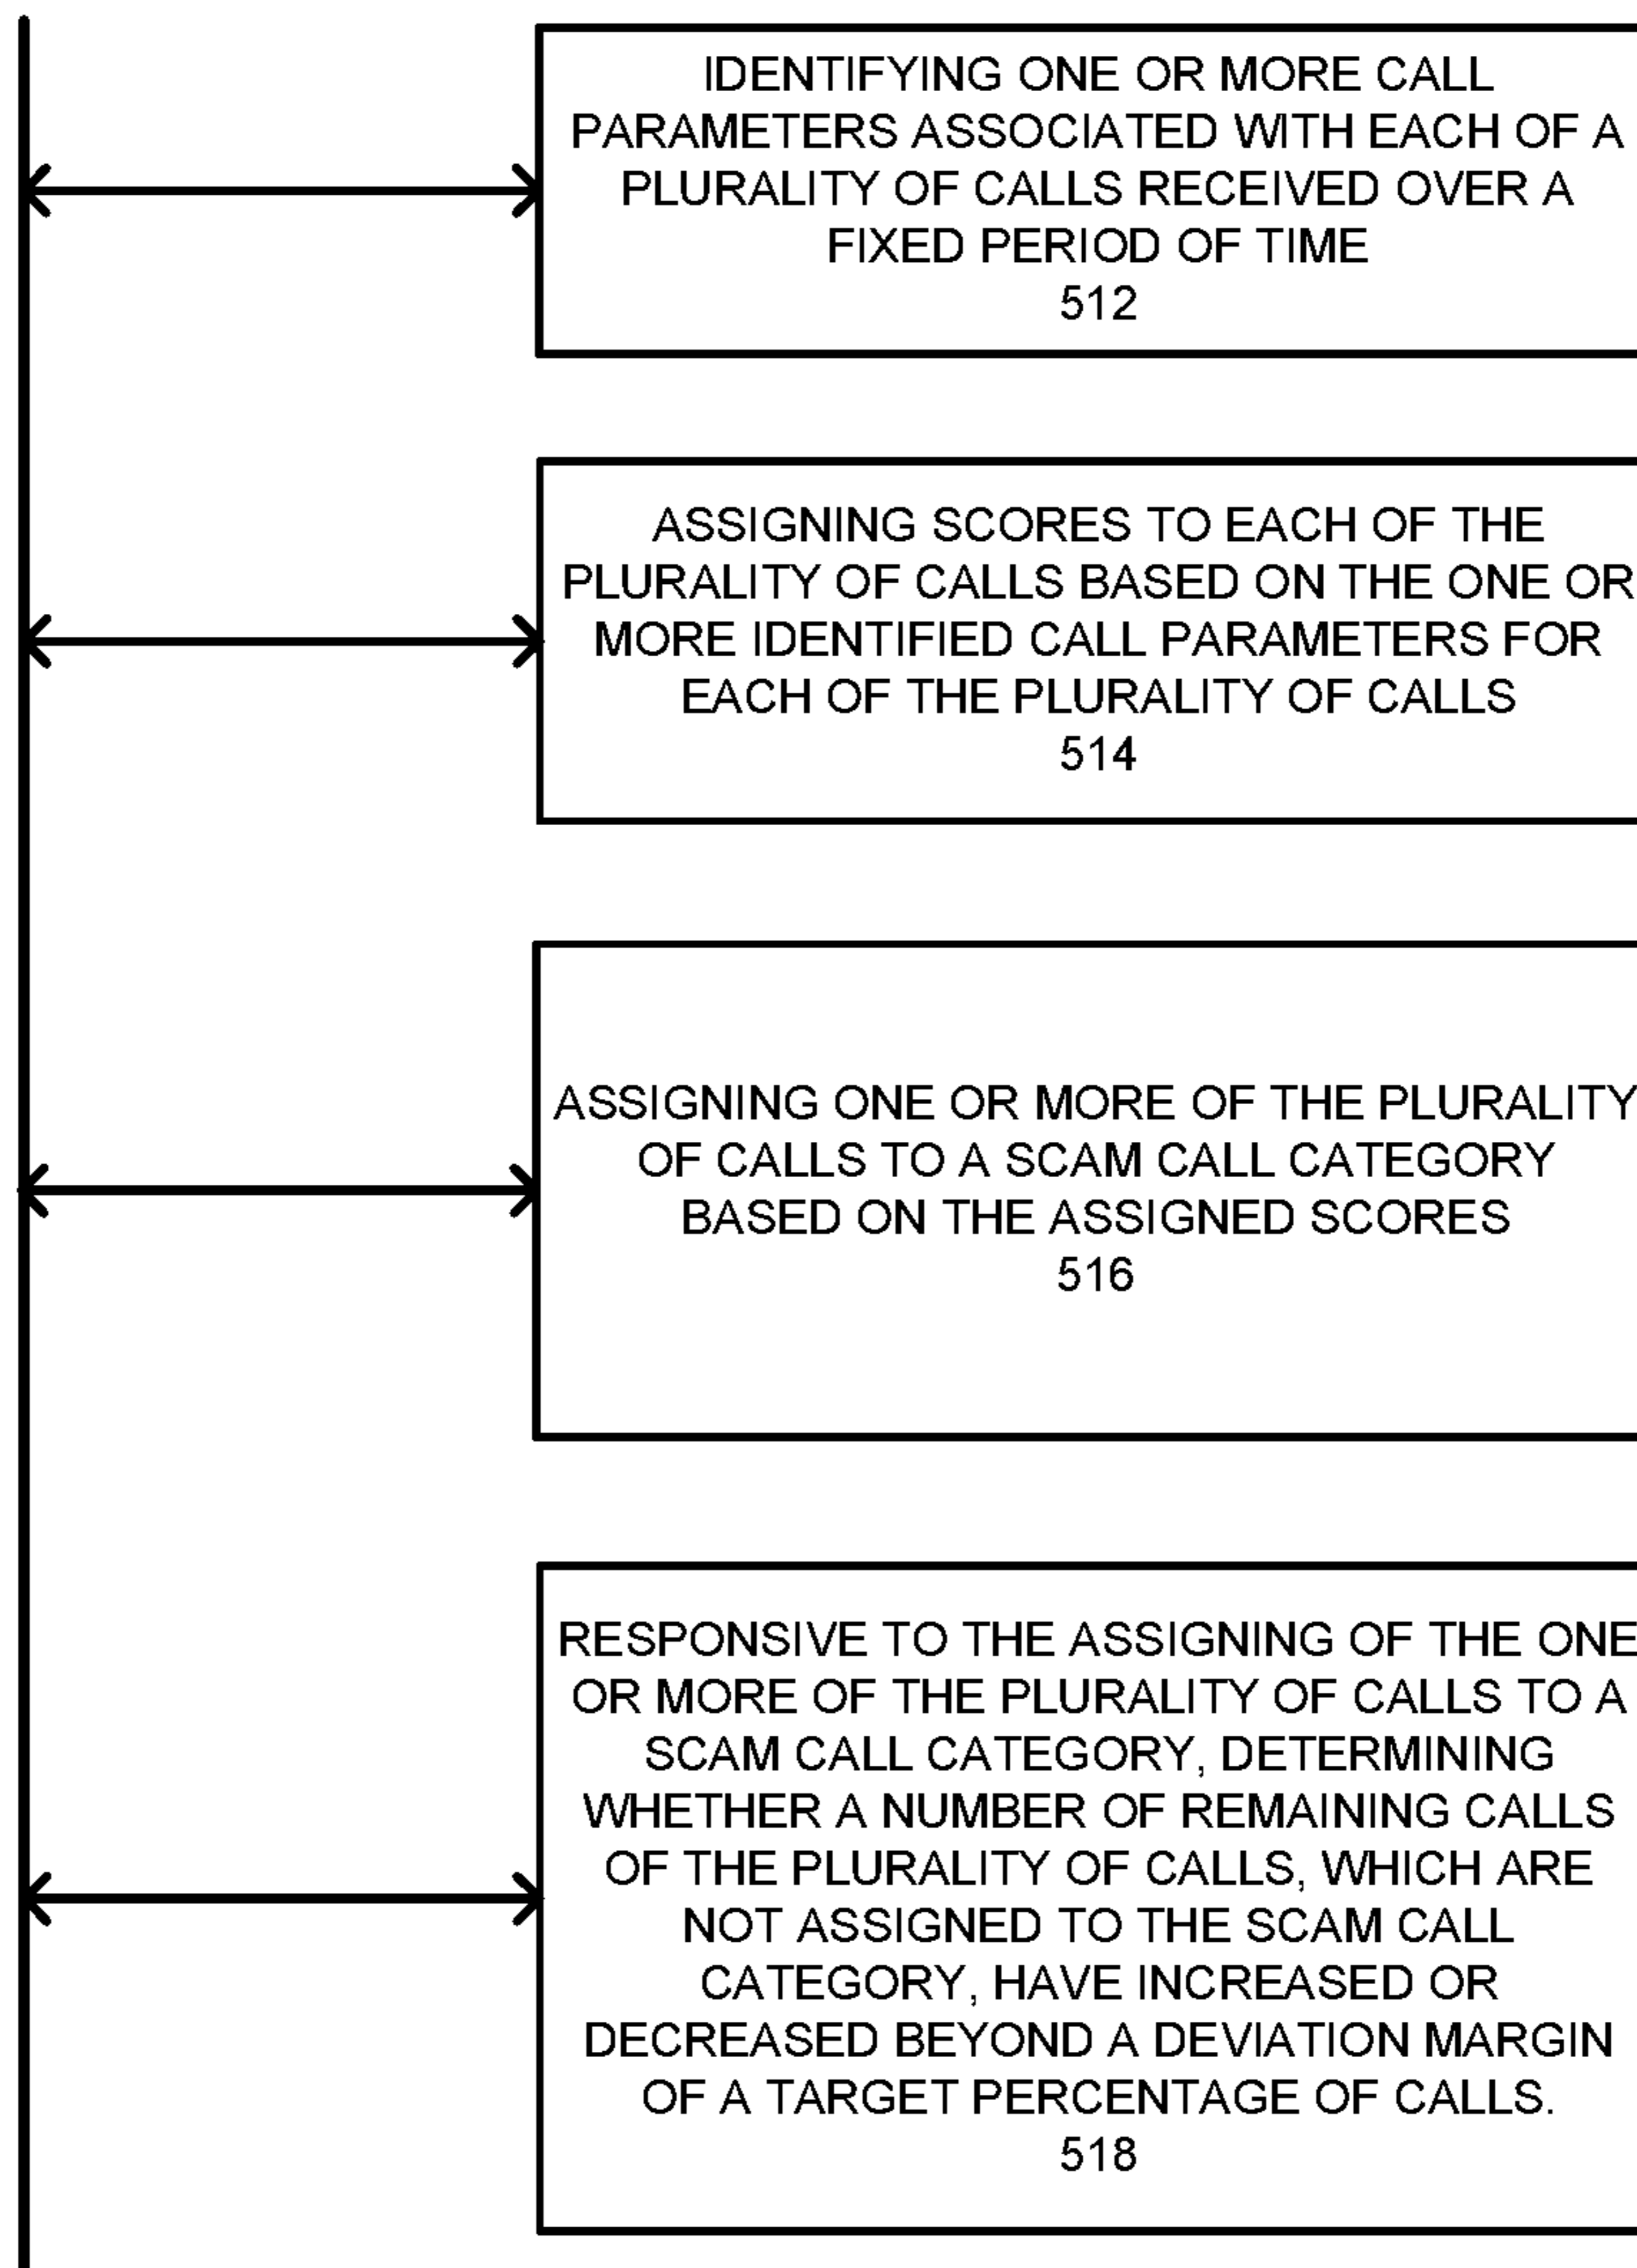 IDENTIFYING ONE OR MORE CALL
PARAMETERS ASSOCIATED WITH EACH OF A
PLURALITY OF CALLS RECEIVED OVER A
FIXED PERIOD OF TIME
512
ASSIGNING SCORES TO EACH OF THE
PLURALITY OF CALLS BASED ON THE ONE OR
MORE IDENTIFIED CALL PARAMETERS FOR
EACH OF THE PLURALITY OF CALLS
514
ASSIGNING ONE OR MORE OF THE PLURALITY
OF CALLS TO A SCAM CALL CATEGORY
BASED ON THE ASSIGNED SCORES
516
RESPONSIVE TO THE ASSIGNING OF THE ONE
OR MORE OF THE PLURALITY OF CALLS TO A
SCAM CALL CATEGORY, DETERMINING
WHETHER A NUMBER OF REMAINING CALLS
OF THE PLURALITY OF CALLS, WHICH ARE
NOT ASSIGNED TO THE SCAM CALL
CATEGORY, HAVE INCREASED OR
DECREASED BEYOND A DEVIATION MARGIN
OF A TARGET PERCENTAGE OF CALLS.
518